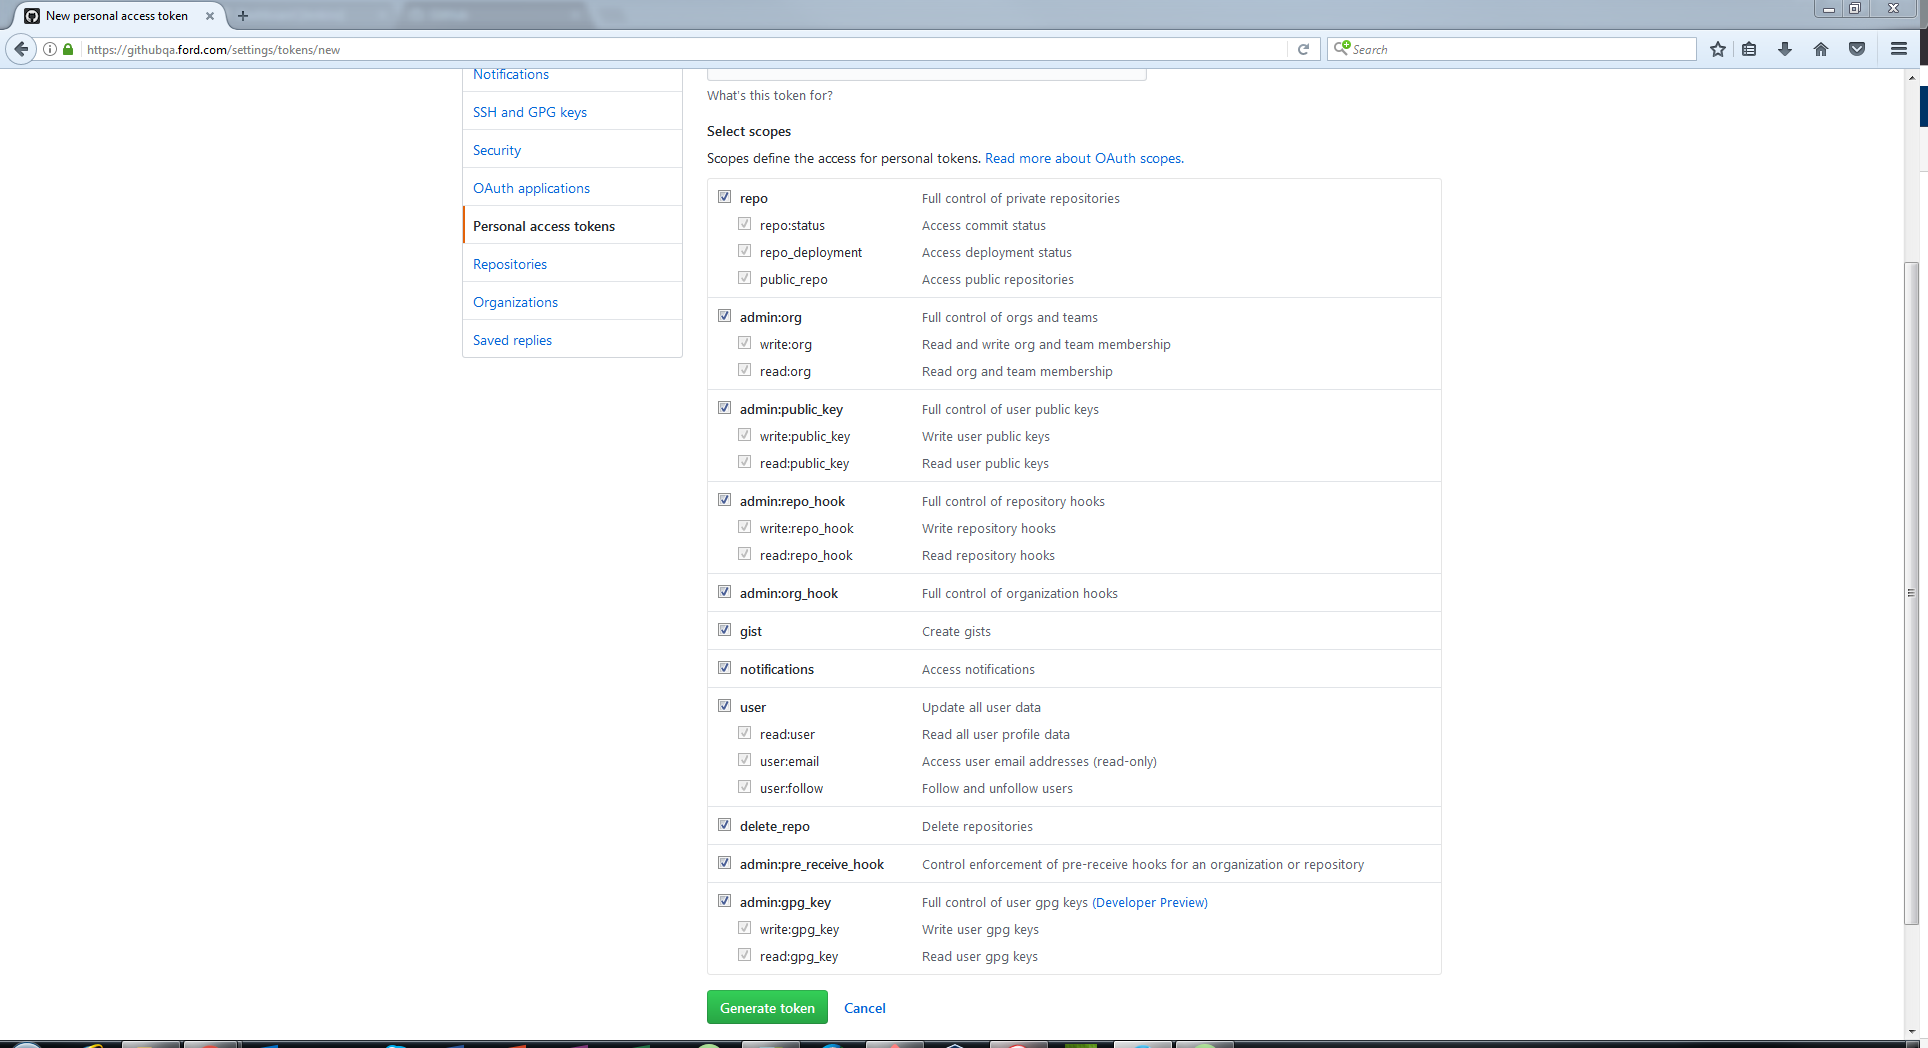 New personal access token
https://githubqa.ford.com/settings/tokens/new
Search
Notifications
SSH and GPG keys
Security
OAuth applications
Personal access tokens
Repositories
Organizations
Saved replies
What's this token for?
Select scopes
Scopes define the access for personal tokens. Read more about OAuth scopes.
repo Full control of private repositories
repo:status Access commit status
repo_deployment Access deployment status
public_repo Access public repositories
admin:org Full control of orgs and teams
write:org Read and write org and team membership
read:org Read org and team membership
admin:public_key Full control of user public keys
write:public_key Write user public keys
read:public_key Read user public keys
admin:repo_hook Full control of repository hooks
write:repo_hook Write repository hooks
read:repo_hook Read repository hooks
admin:org_hook Full control of organization hooks
gist Create gists
notifications Access notifications
user Update all user data
read:user Read all user profile data
user:email Access user email addresses (read-only)
user:follow Follow and unfollow users
delete_repo Delete repositories
admin:pre_receive_hook Control enforcement of pre-receive hooks for an organization or repository
admin:gpg_key Full control of user gpg keys (Developer Preview)
write:gpg_key Write user gpg keys
read:gpg_key Read user gpg keys
Generate token Cancel